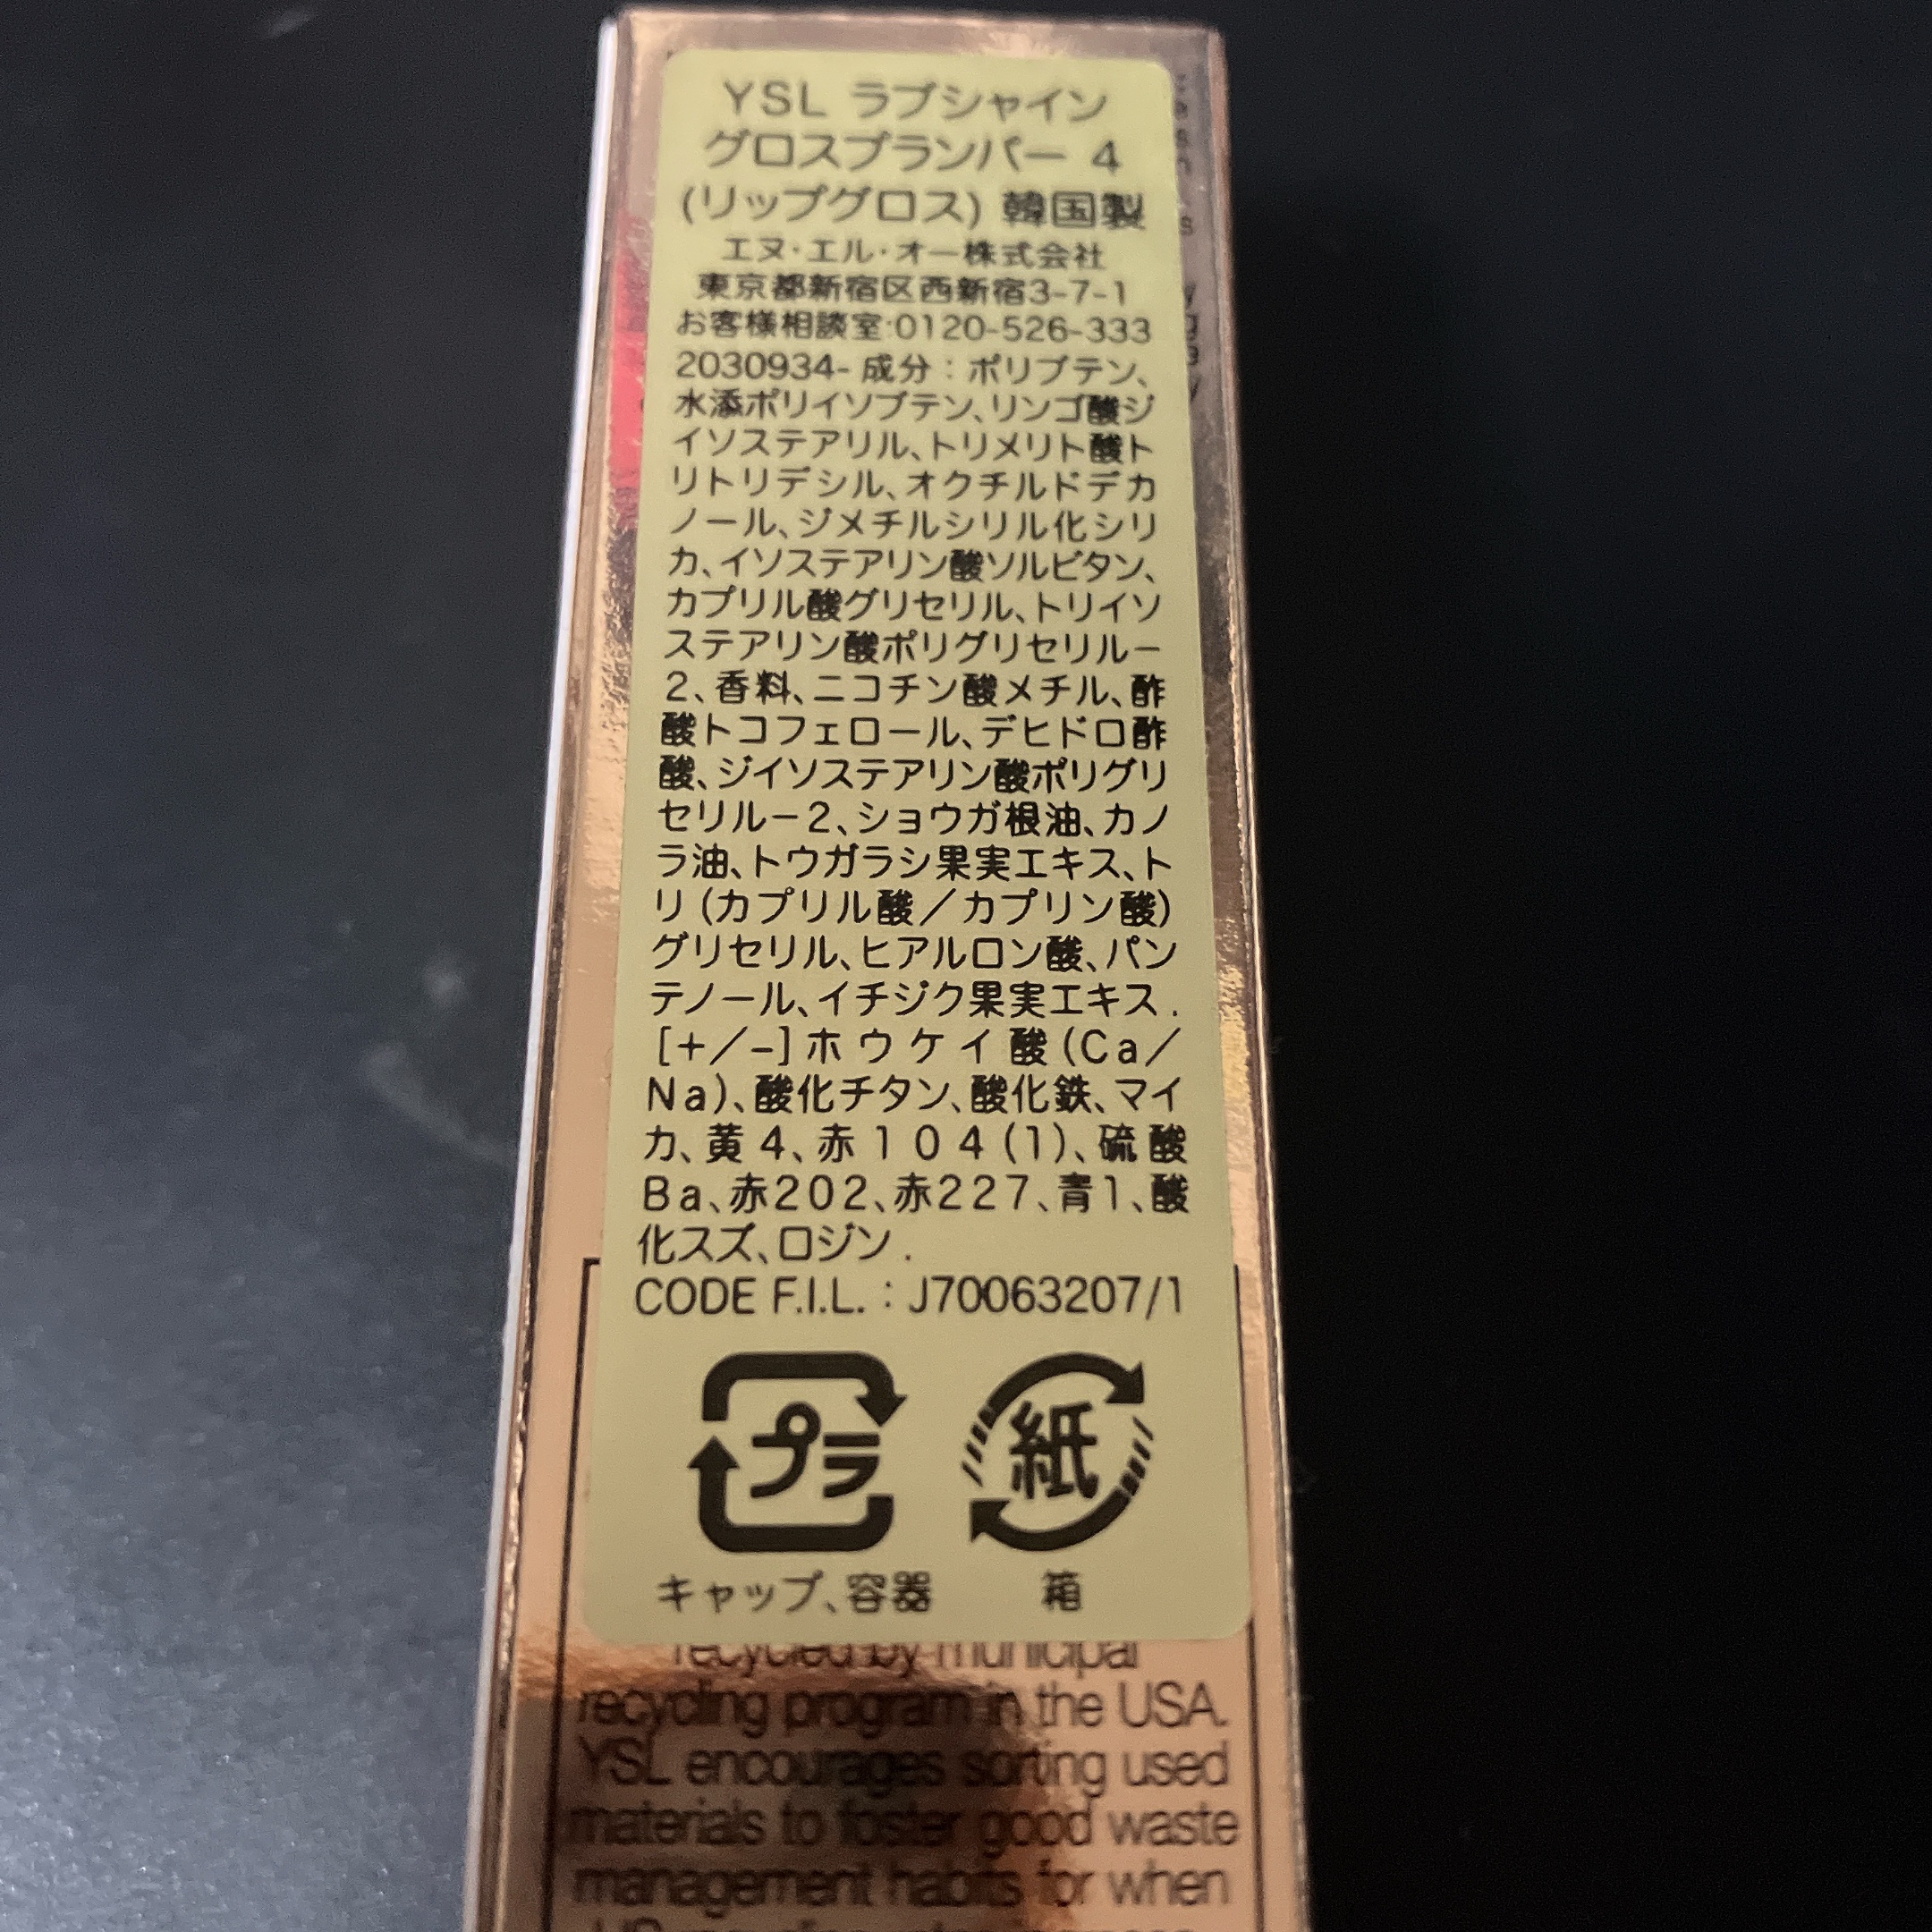 YSL ラブシャイン
グロスプランパー 4
(リップグロス) 韓国製
エヌ・エル・オー株式会社
東京都新宿区西新宿3-7-1
お客様相談室:0120-526-333
2030934- 成分：ポリブテン、
水添ポリイソブテン、リンゴ酸ジ
イソステアリル、トリメリト酸ト
リトリデシル、オクチルドデカ
ノール、ジメチルシリル化シリ
カ、イソステアリン酸ソルビタン、
カプリル酸グリセリル、トリイソ
ステアリン酸ポリグリセリル－
2、香料、ニコチン酸メチル、酢
酸トコフェロール、デヒドロ酢
酸、ジイソステアリン酸ポリグリ
セリル－2、ショウガ根油、カノ
ラ油、トウガラシ果実エキス、ト
リ(カプリル酸／カプリン酸)
グリセリル、ヒアルロン酸、パン
テノール、イチジク果実エキス.
[+／−]ホウケイ酸(Ca／
Na)、酸化チタン、酸化鉄、マイ
カ、黄4、赤104(1)、硫酸
Ba、赤202、赤227、青1、酸
化スズ、ロジン.
CODE F.I.L.：J70063207/1
プラ 紙
キャップ、容器 箱
recycled by municipal
recycling program in the USA.
YSL encourages sorting used
materials to foster good waste
management habits for when